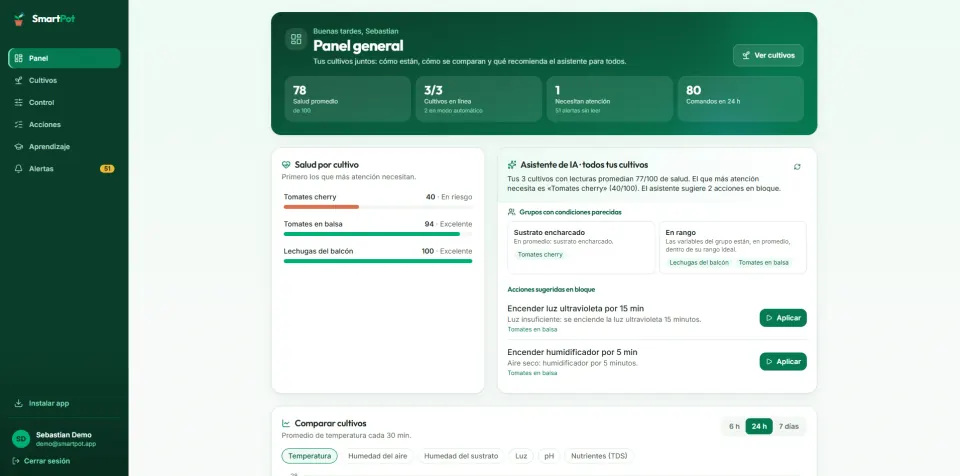 SmartPot
Panel
Cultivos
Control
Acciones
Aprendizaje
Alertas
51
Instalar app
SD
Sebastian Demo
demo@smartpot.app
Cerrar sesión
Buenas tardes, Sebastian
Panel general
Tus cultivos juntos: cómo están, cómo se comparan y qué recomienda el asistente para todos.
Ver cultivos
78
Salud promedio
de 100
3/3
Cultivos en línea
2 en modo automático
1
Necesitan atención
51 alertas sin leer
80
Comandos en 24 h
Salud por cultivo
Primero los que más atención necesitan.
Tomates cherry
40 · En riesgo
Tomates en balsa
94 · Excelente
Lechugas del balcón
100 · Excelente
Asistente de IA · todos tus cultivos
Tus 3 cultivos con lecturas promedian 77/100 de salud. El que más atención
necesita es «Tomates cherry» (40/100). El asistente sugiere 2 acciones en bloque.
Grupos con condiciones parecidas
Sustrato encharcado
En promedio: sustrato encharcado.
Tomates cherry
En rango
Las variables del grupo están, en promedio,
dentro de su rango ideal.
Lechugas del balcón
Tomates en balsa
Acciones sugeridas en bloque
Encender luz ultravioleta por 15 min
Luz insuficiente: se enciende la luz ultravioleta 15 minutos.
Tomates en balsa
Aplicar
Encender humidificador por 5 min
Aire seco: humidificador por 5 minutos.
Tomates en balsa
Aplicar
Comparar cultivos
Promedio de temperatura cada 30 min.
6 h
24 h
7 días
Temperatura
Humedad del aire
Humedad del sustrato
Luz
pH
Nutrientes (TDS)